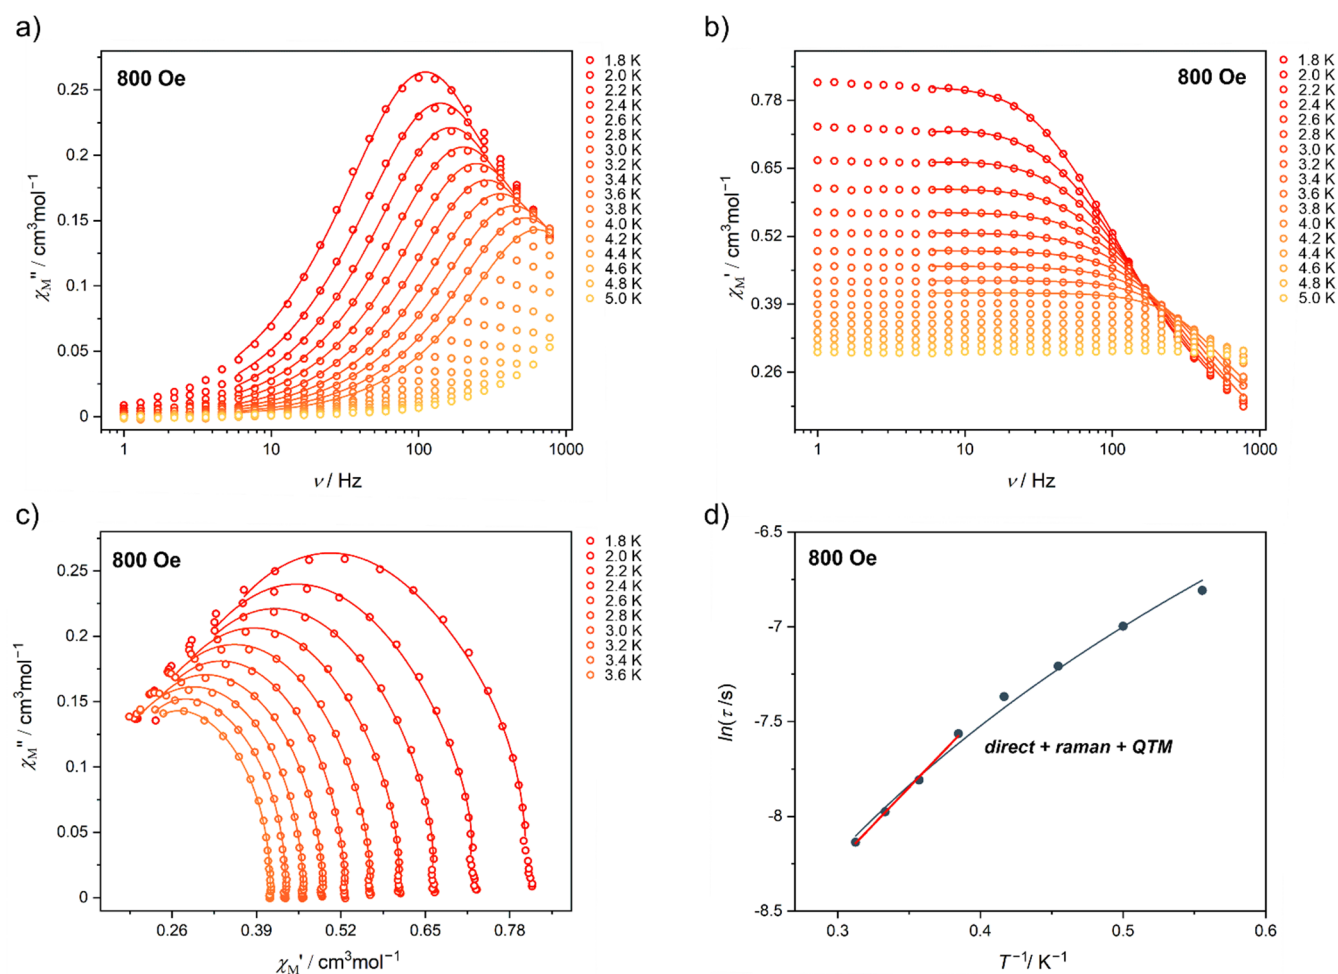 a)
800 Oe
0.25
0.2
0.15
0.1
0.05
0
1
10
100
1000
χM'' / cm³mol⁻¹
ν / Hz
1.8 K
2.0 K
2.2 K
2.4 K
2.6 K
2.8 K
3.0 K
3.2 K
3.4 K
3.6 K
3.8 K
4.0 K
4.2 K
4.4 K
4.6 K
4.8 K
5.0 K
b)
800 Oe
0.78
0.65
0.52
0.39
0.26
1
10
100
1000
χM' / cm³mol⁻¹
ν / Hz
1.8 K
2.0 K
2.2 K
2.4 K
2.6 K
2.8 K
3.0 K
3.2 K
3.4 K
3.6 K
3.8 K
4.0 K
4.2 K
4.4 K
4.6 K
4.8 K
5.0 K
c)
800 Oe
0.25
0.2
0.15
0.1
0.05
0
0.26
0.39
0.52
0.65
0.78
χM'' / cm³mol⁻¹
χM' / cm³mol⁻¹
1.8 K
2.0 K
2.2 K
2.4 K
2.6 K
2.8 K
3.0 K
3.2 K
3.4 K
3.6 K
d)
800 Oe
-6.5
-7
-7.5
-8
-8.5
0.3
0.4
0.5
0.6
ln(τ /s)
direct + raman + QTM
T⁻¹/ K⁻¹